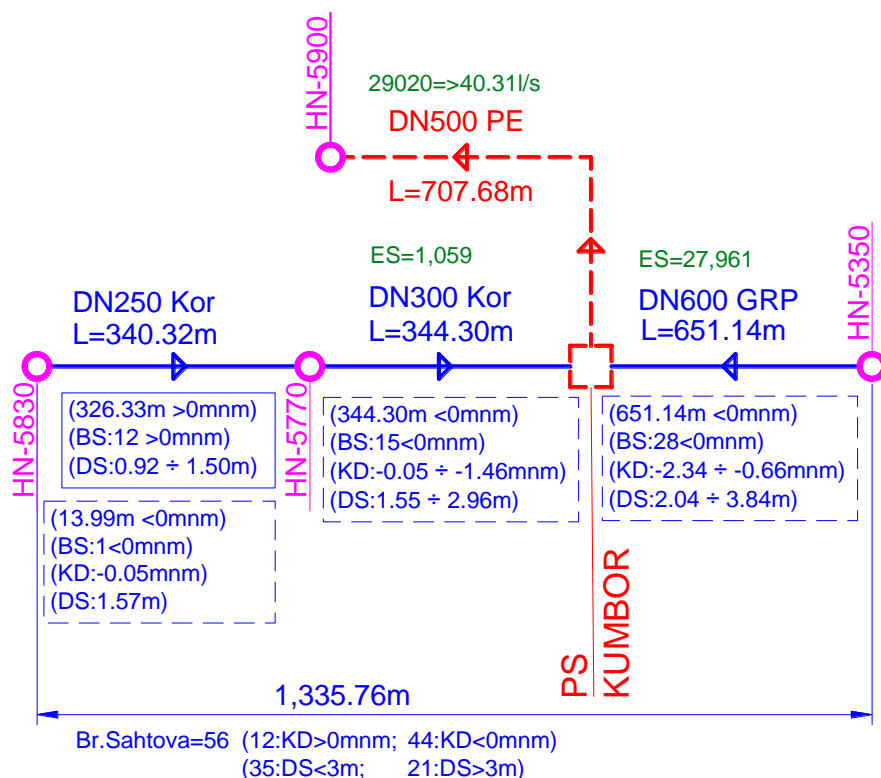 HN-5900
29020=>40.31l/s
DN500 PE
L=707.68m
HN-5350
ES=1,059
ES=27,961
DN250 Kor
L=340.32m
DN300 Kor
L=344.30m
DN600 GRP
L=651.14m
HN-5830
HN-5770
(326.33m >0mnm)
(BS:12 >0mnm)
(DS:0.92 ÷ 1.50m)
(344.30m <0mnm)
(BS:15<0mnm)
(KD:-0.05 ÷ -1.46mnm)
(DS:1.55 ÷ 2.96m)
(651.14m <0mnm)
(BS:28<0mnm)
(KD:-2.34 ÷ -0.66mnm)
(DS:2.04 ÷ 3.84m)
(13.99m <0mnm)
(BS:1<0mnm)
(KD:-0.05mnm)
(DS:1.57m)
PS
KUMBOR
1,335.76m
Br.Sahtova=56 (12:KD>0mnm; 44:KD<0mnm)
(35:DS<3m; 21:DS>3m)